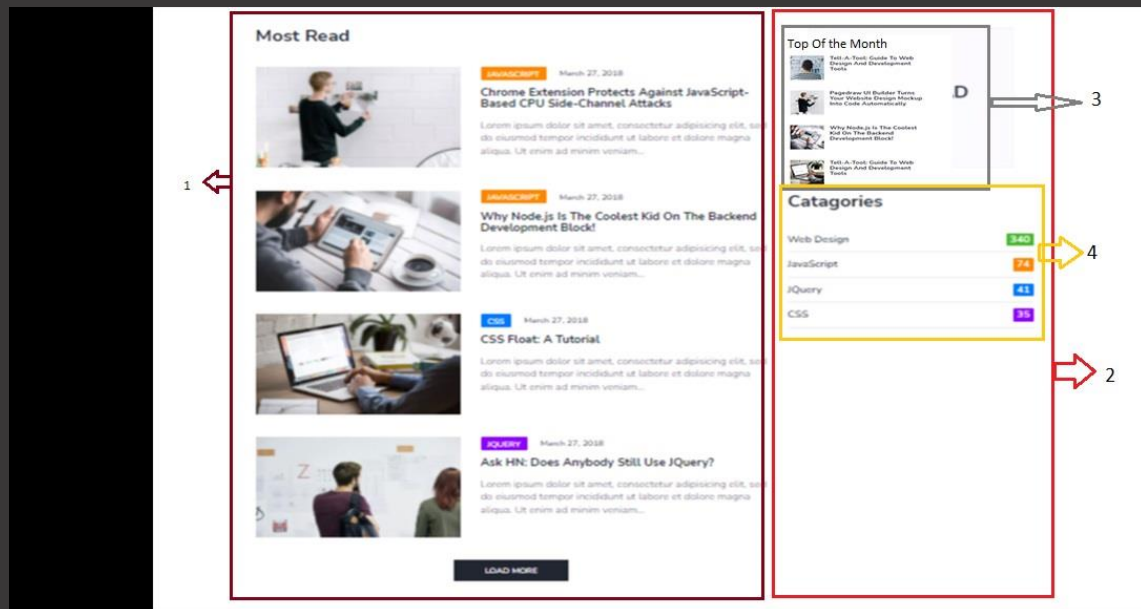 Most Read
JAVASCRIPT March 27, 2018
Chrome Extension Protects Against JavaScript-
Based CPU Side-Channel Attacks
Lorem ipsum dolor sit amet, consectetur adipisicing elit, sed
do eiusmod tempor incididunt ut labore et dolore magna
aliqua. Ut enim ad minim veniam...
JAVASCRIPT March 27, 2018
Why Node.js Is The Coolest Kid On The Backend
Development Block!
Lorem ipsum dolor sit amet, consectetur adipisicing elit, sed
do eiusmod tempor incididunt ut labore et dolore magna
aliqua. Ut enim ad minim veniam...
CSS March 27, 2018
CSS Float: A Tutorial
Lorem ipsum dolor sit amet, consectetur adipisicing elit, sed
do eiusmod tempor incididunt ut labore et dolore magna
aliqua. Ut enim ad minim veniam...
JQUERY March 27, 2018
Ask HN: Does Anybody Still Use JQuery?
Lorem ipsum dolor sit amet, consectetur adipisicing elit, sed
do eiusmod tempor incididunt ut labore et dolore magna
aliqua. Ut enim ad minim veniam...
LOAD MORE
1
Top Of the Month
Tell-A-Tool: Guide To Web
Design And Development
Tools
Pagedraw UI Builder Turns
Your Website Design Mockup
Into Code Automatically
Why Node.js Is The Coolest
Kid On The Backend
Development Block!
Tell-A-Tool: Guide To Web
Design And Development
Tools
D
3
Catagories
Web Design 340
JavaScript 74
JQuery 41
CSS 35
4
2